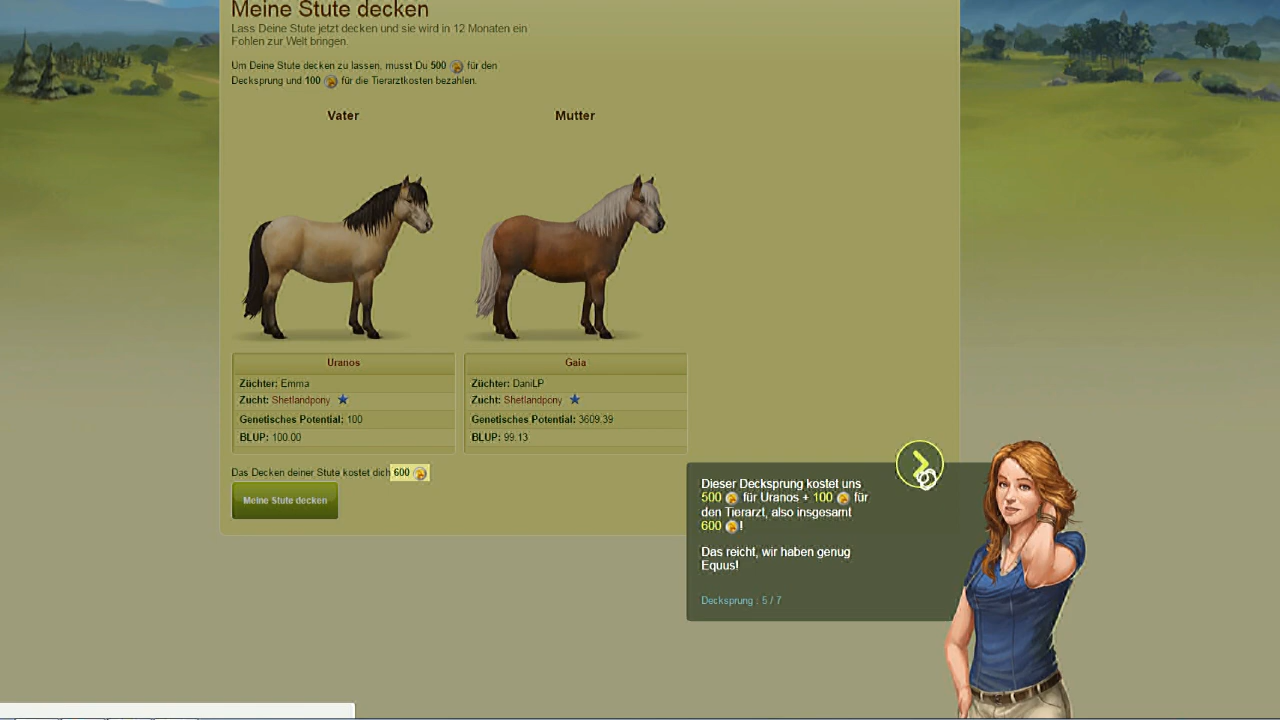 Meine Stute decken
Lass Deine Stute jetzt decken und sie wird in 12 Monaten ein
Fohlen zur Welt bringen.
Um Deine Stute decken zu lassen, musst Du 500 für den
Decksprung und 100 für die Tierarztkosten bezahlen.
Vater
Mutter
Uranos
Züchter: Emma
Zucht: Shetlandpony
Genetisches Potential: 100
BLUP: 100.00
Gaia
Züchter: DaniLP
Zucht: Shetlandpony
Genetisches Potential: 3609.39
BLUP: 99.13
Das Decken deiner Stute kostet dich 600
Meine Stute decken
Dieser Decksprung kostet uns
500 für Uranos + 100 für
den Tierarzt, also insgesamt
600 !
Das reicht, wir haben genug
Equus!
Decksprung : 5 / 7